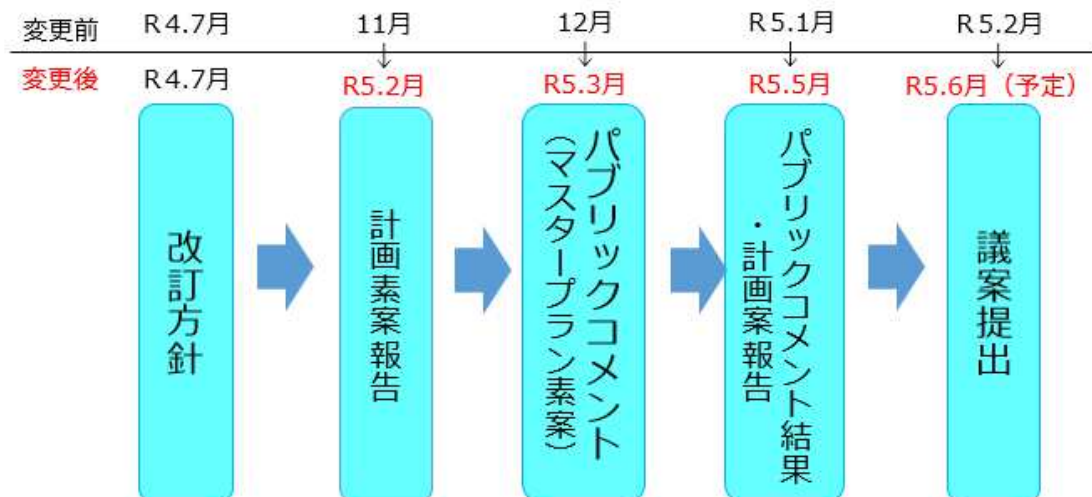 変更前 R4.7月 11月 12月 R5.1月 R5.2月
変更後 R4.7月 R5.2月 R5.3月 R5.5月 R5.6月（予定）
改訂方針
計画素案報告
パブリックコメント
（マスタープラン素案）
パブリックコメント結果
・計画案報告
議案提出